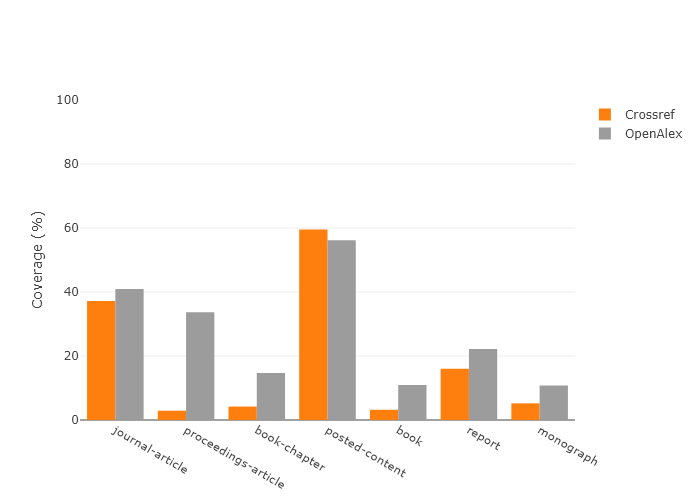 100
80
60
40
20
0
Coverage (%)
journal-article
proceedings-article
book-chapter
posted-content
book
report
monograph
Crossref
OpenAlex